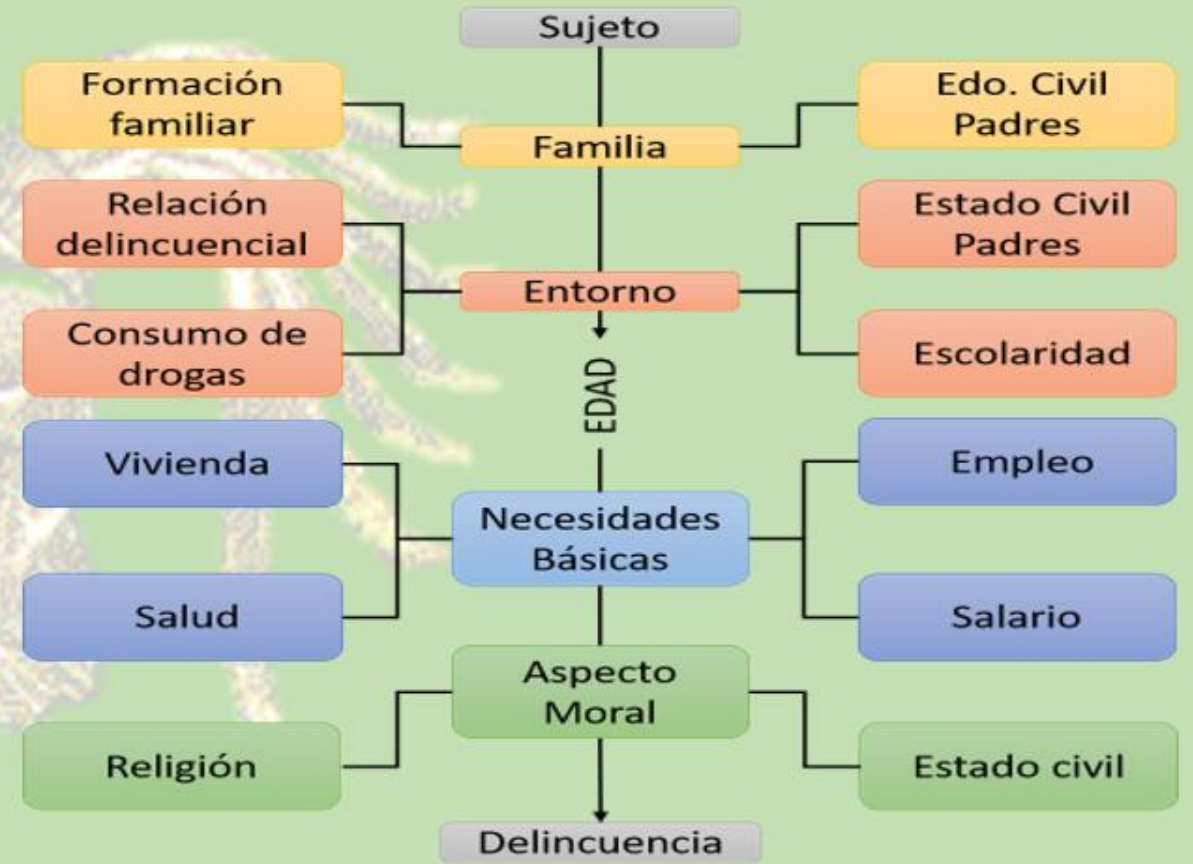 Sujeto
Formación
familiar
Familia
Edo. Civil
Padres
Relación
delincuencial
Estado Civil
Padres
Entorno
Consumo de
drogas
Escolaridad
EDAD
Vivienda
Empleo
Necesidades
Básicas
Salud
Salario
Aspecto
Moral
Religión
Estado civil
Delincuencia